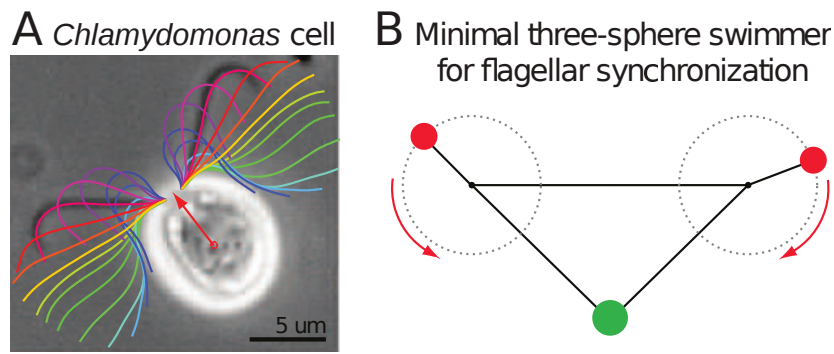 A Chlamydomonas cell
5 um
B Minimal three-sphere swimmer
for flagellar synchronization